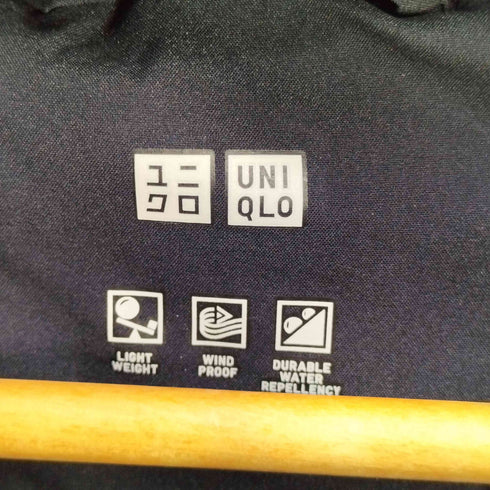 ユニ
クロ
UNI
QLO
LIGHT
WEIGHT
WIND
PROOF
DURABLE
WATER
REPELLENCY